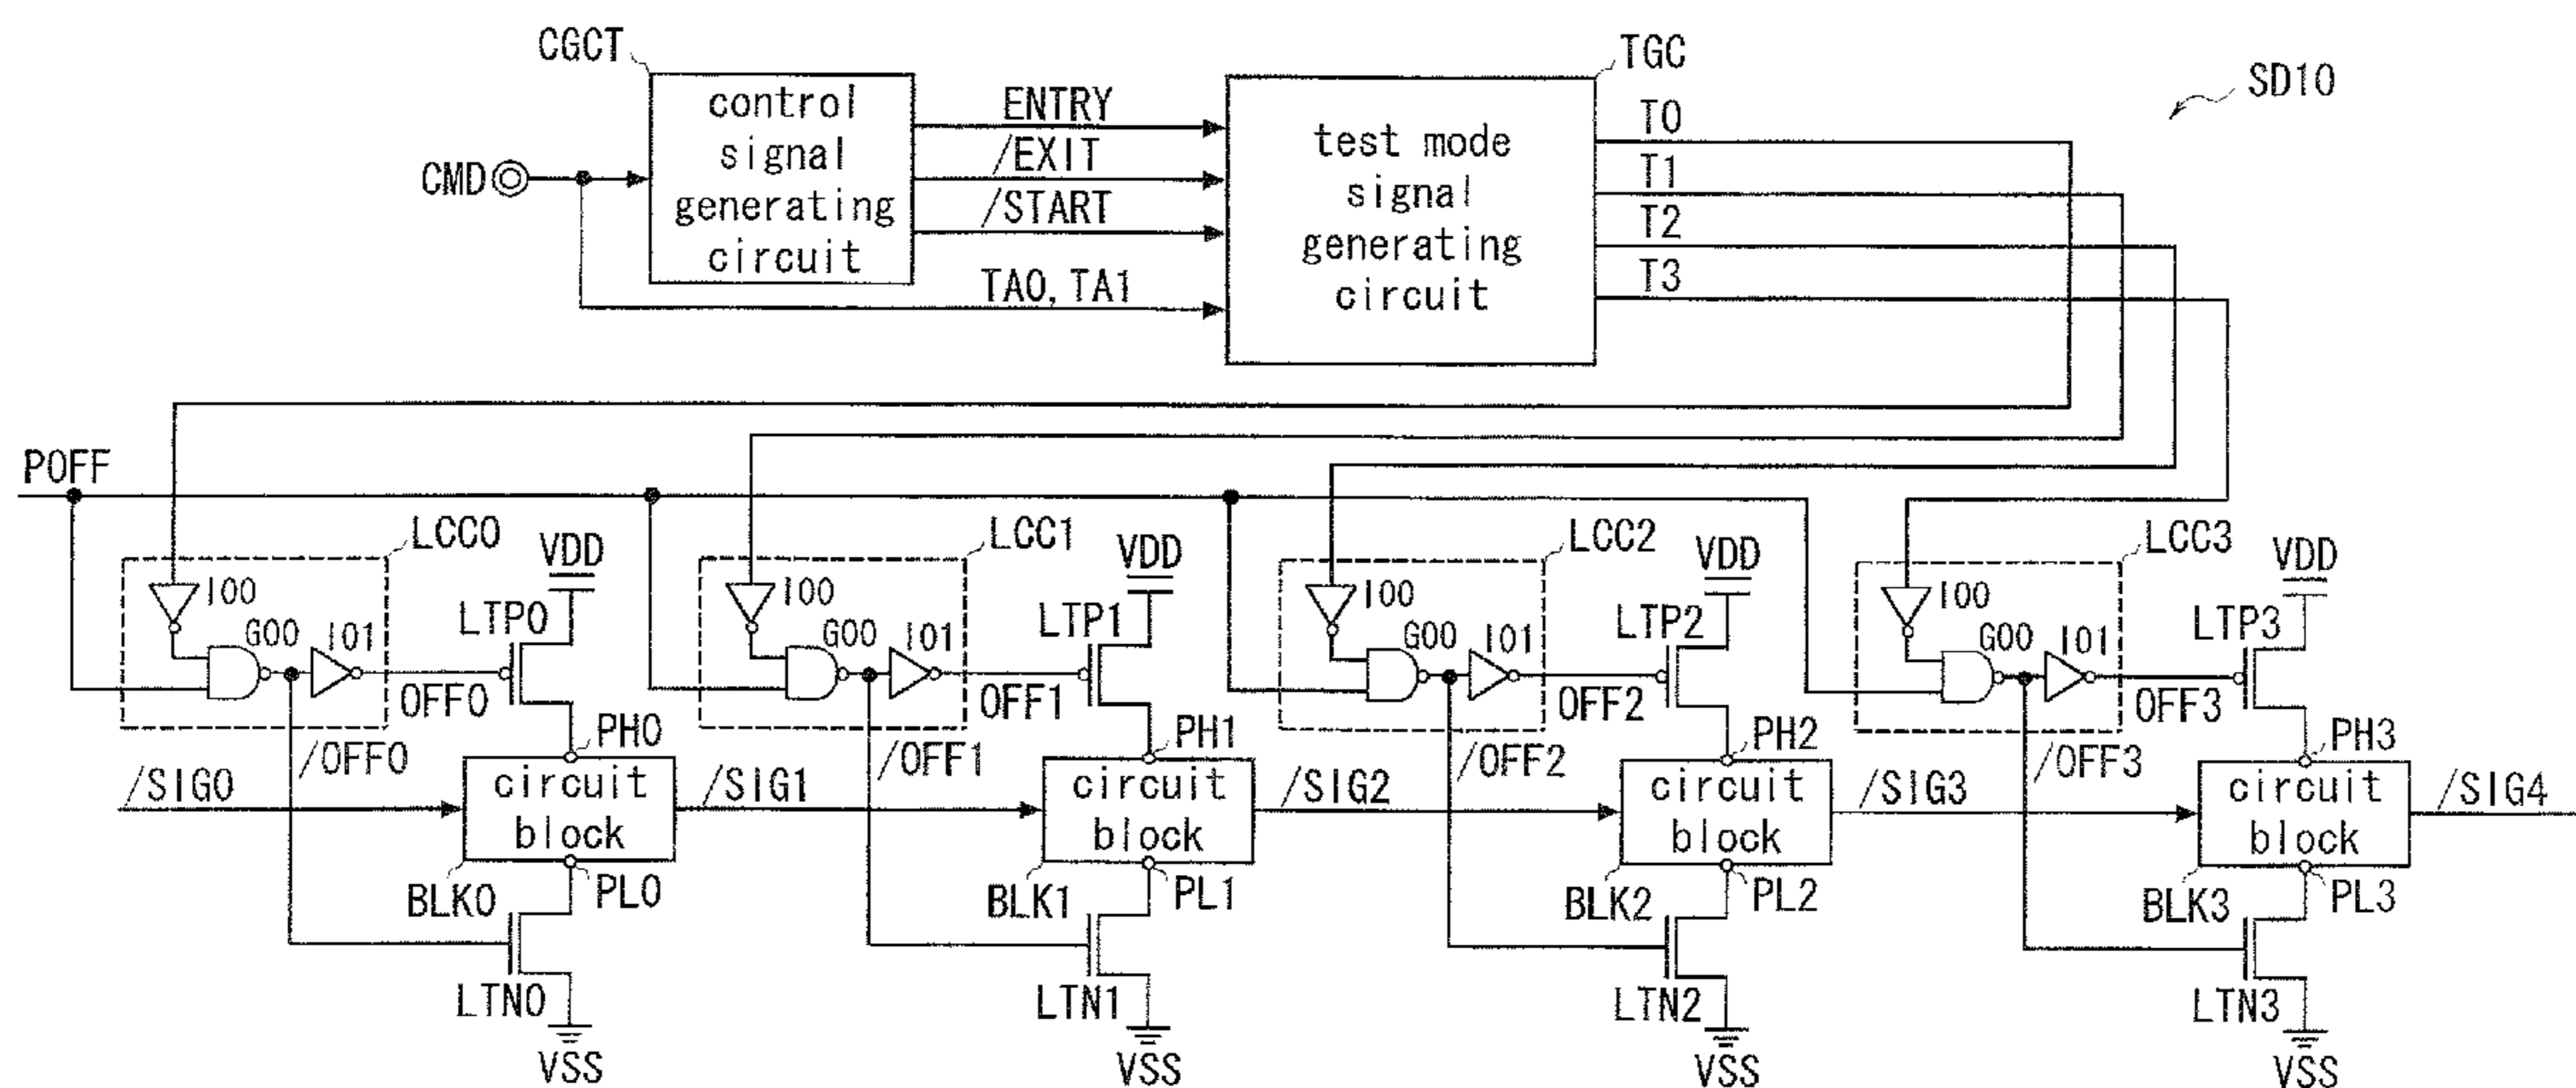 CGCT
TGC
SD10
control
signal
generating
circuit
CMD
ENTRY
/EXIT
/START
TA0, TA1
test mode
signal
generating
circuit
T0
T1
T2
T3
POFF
LCC0
LCC1
LCC2
LCC3
VDD
VDD
VDD
VDD
I00
I00
I00
I00
LTP0
LTP1
LTP2
LTP3
G00
I01
G00
I01
G00
I01
G00
I01
OFF0
OFF1
OFF2
OFF3
/OFF0
/OFF1
/OFF2
/OFF3
PH0
PH1
PH2
PH3
/SIG0
/SIG1
/SIG2
/SIG3
/SIG4
circuit
block
circuit
block
circuit
block
circuit
block
BLK0
BLK1
BLK2
BLK3
PL0
PL1
PL2
PL3
LTN0
LTN1
LTN2
LTN3
VSS
VSS
VSS
VSS